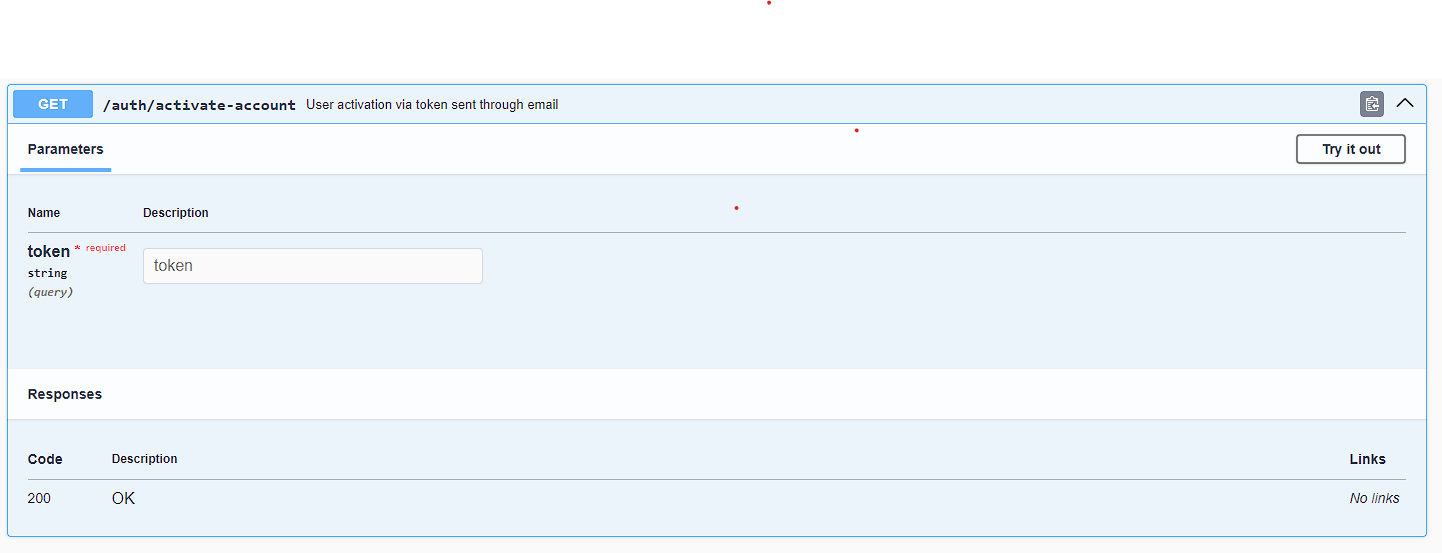 GET /auth/activate-account User activation via token sent through email
Parameters Try it out
Name Description
token * required token
string
(query)
Responses
Code Description Links
200 OK No links